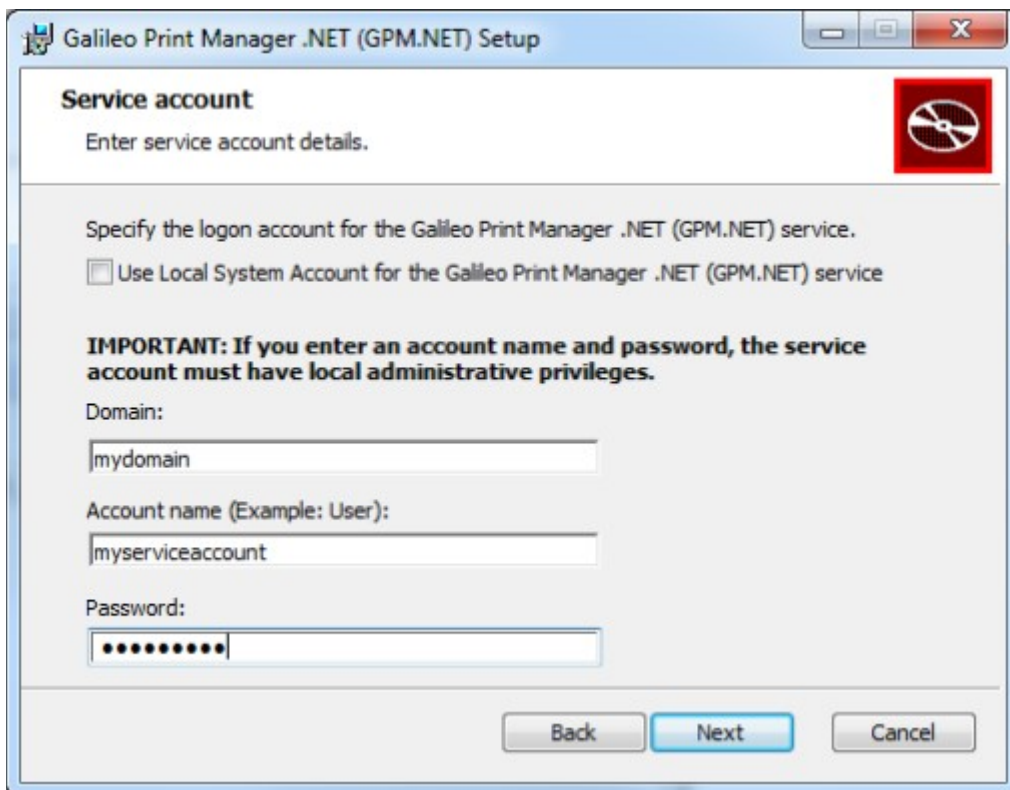 Galileo Print Manager .NET (GPM.NET) Setup
Service account
Enter service account details.
Specify the logon account for the Galileo Print Manager .NET (GPM.NET) service.
Use Local System Account for the Galileo Print Manager .NET (GPM.NET) service
IMPORTANT: If you enter an account name and password, the service
account must have local administrative privileges.
Domain:
mydomain
Account name (Example: User):
myserviceaccount
Password:
●●●●●●●●●
Back Next Cancel